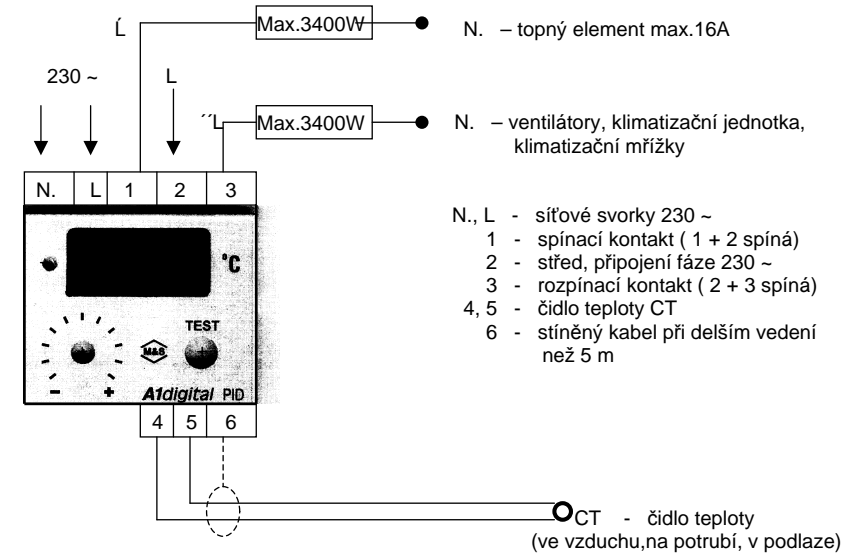 Ĺ Max.3400W N. – topný element max.16A
230 ~ L
´´L Max.3400W N. – ventilátory, klimatizační jednotka,
klimatizační mřížky
N. L 1 2 3
N., L - síťové svorky 230 ~
1 - spínací kontakt ( 1 + 2 spíná)
2 - střed, připojení fáze 230 ~
3 - rozpínací kontakt ( 2 + 3 spíná)
4, 5 - čidlo teploty CT
6 - stíněný kabel při delším vedení
než 5 m
°C
TEST
M&S
– +
A1digital PID
4 5 6
CT - čidlo teploty
(ve vzduchu,na potrubí, v podlaze)